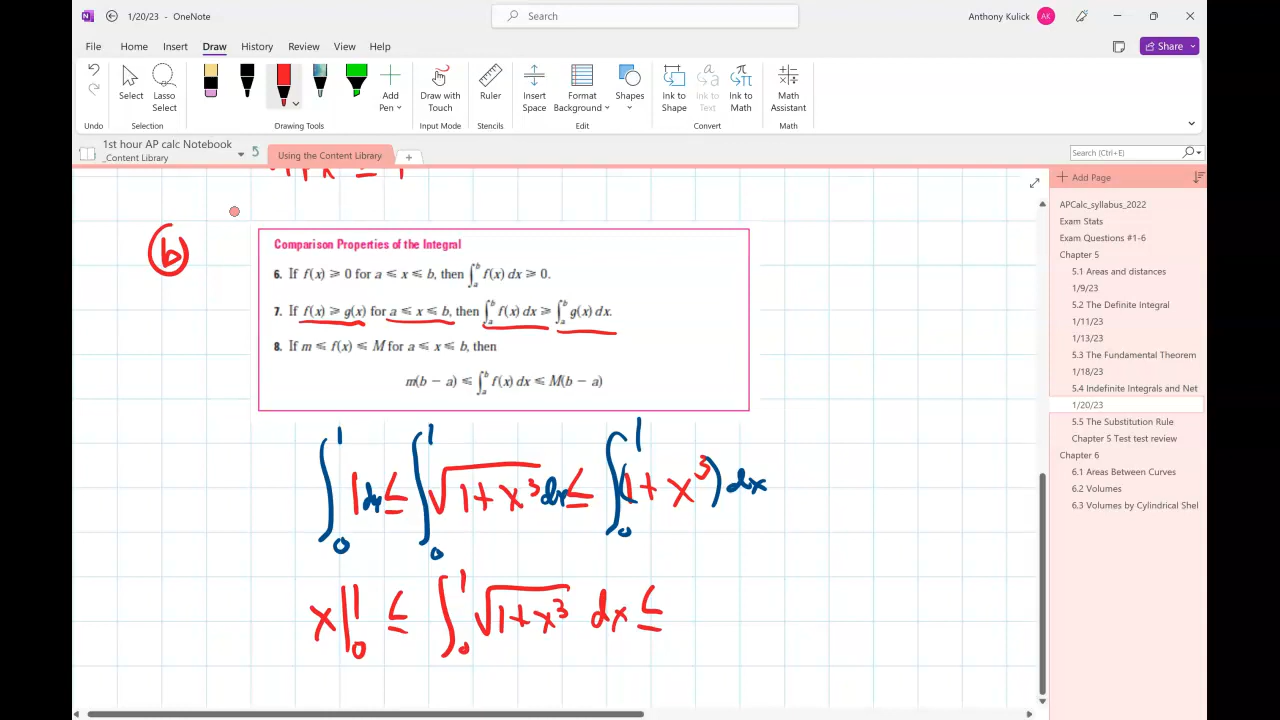 1/20/23 - OneNote
Search
Anthony Kulick
AK
File Home Insert Draw History Review View Help
Share
Undo
Select
Lasso Select
Add Pen
Draw with Touch
Ruler
Insert Space
Format Background
Shapes
Ink to Shape
Ink to Text
Ink to Math
Math Assistant
Selection
Drawing Tools
Input Mode
Stencils
Edit
Convert
Math
1st hour AP calc Notebook
_Content Library
Using the Content Library
Search (Ctrl+E)
Add Page
APCalc_syllabus_2022
Exam Stats
Exam Questions #1-6
Chapter 5
5.1 Areas and distances
1/9/23
5.2 The Definite Integral
1/11/23
1/13/23
5.3 The Fundamental Theorem
1/18/23
5.4 Indefinite Integrals and Net
1/20/23
5.5 The Substitution Rule
Chapter 5 Test test review
Chapter 6
6.1 Areas Between Curves
6.2 Volumes
6.3 Volumes by Cylindrical Shel
b
Comparison Properties of the Integral
6. If f(x) ⩾ 0 for a ⩽ x ⩽ b, then ∫_a^b f(x) dx ⩾ 0.
7. If f(x) ⩾ g(x) for a ⩽ x ⩽ b, then ∫_a^b f(x) dx ⩾ ∫_a^b g(x) dx.
8. If m ⩽ f(x) ⩽ M for a ⩽ x ⩽ b, then
m(b − a) ⩽ ∫_a^b f(x) dx ⩽ M(b − a)
∫_0^1 1 dx ≤ ∫_0^1 √(1+x³) dx ≤ ∫_0^1 (1+x³) dx
x|_0^1 ≤ ∫_0^1 √(1+x³) dx ≤